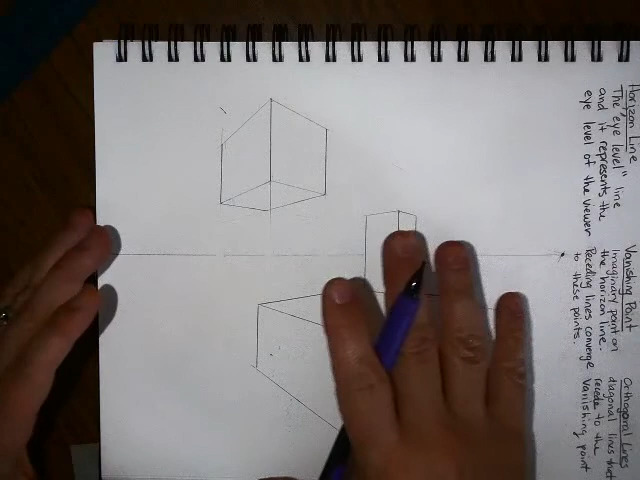 Horizon Line
The "eye level" line
and it represents the
eye level of the viewer
Vanishing Point
Imaginary point on
the horizon line.
Receding lines converge
to these points.
Orthogonal Lines
diagonal lines that
recede to the
vanishing point